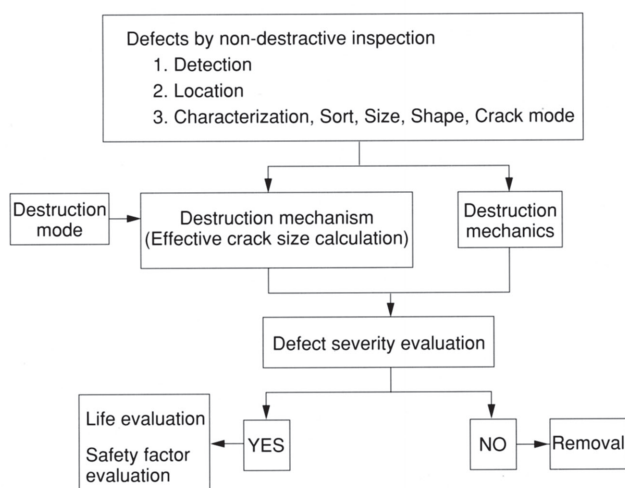 Defects by non-destractive inspection
1. Detection
2. Location
3. Characterization, Sort, Size, Shape, Crack mode
Destruction
mode
Destruction mechanism
(Effective crack size calculation)
Destruction
mechanics
Defect severity evaluation
Life evaluation
Safety factor
evaluation
YES
NO
Removal